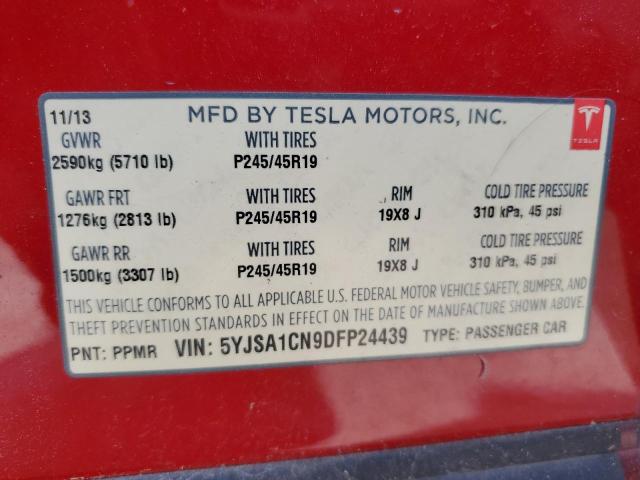 11/13 MFD BY TESLA MOTORS, INC.
TESLA
GVWR WITH TIRES
2590kg (5710 lb) P245/45R19
GAWR FRT WITH TIRES RIM COLD TIRE PRESSURE
1276kg (2813 lb) P245/45R19 19X8 J 310 kPa, 45 psi
GAWR RR WITH TIRES RIM COLD TIRE PRESSURE
1500kg (3307 lb) P245/45R19 19X8 J 310 kPa, 45 psi
THIS VEHICLE CONFORMS TO ALL APPLICABLE U.S. FEDERAL MOTOR VEHICLE SAFETY, BUMPER, AND
THEFT PREVENTION STANDARDS IN EFFECT ON THE DATE OF MANUFACTURE SHOWN ABOVE.
PNT: PPMR VIN: 5YJSA1CN9DFP24439 TYPE: PASSENGER CAR